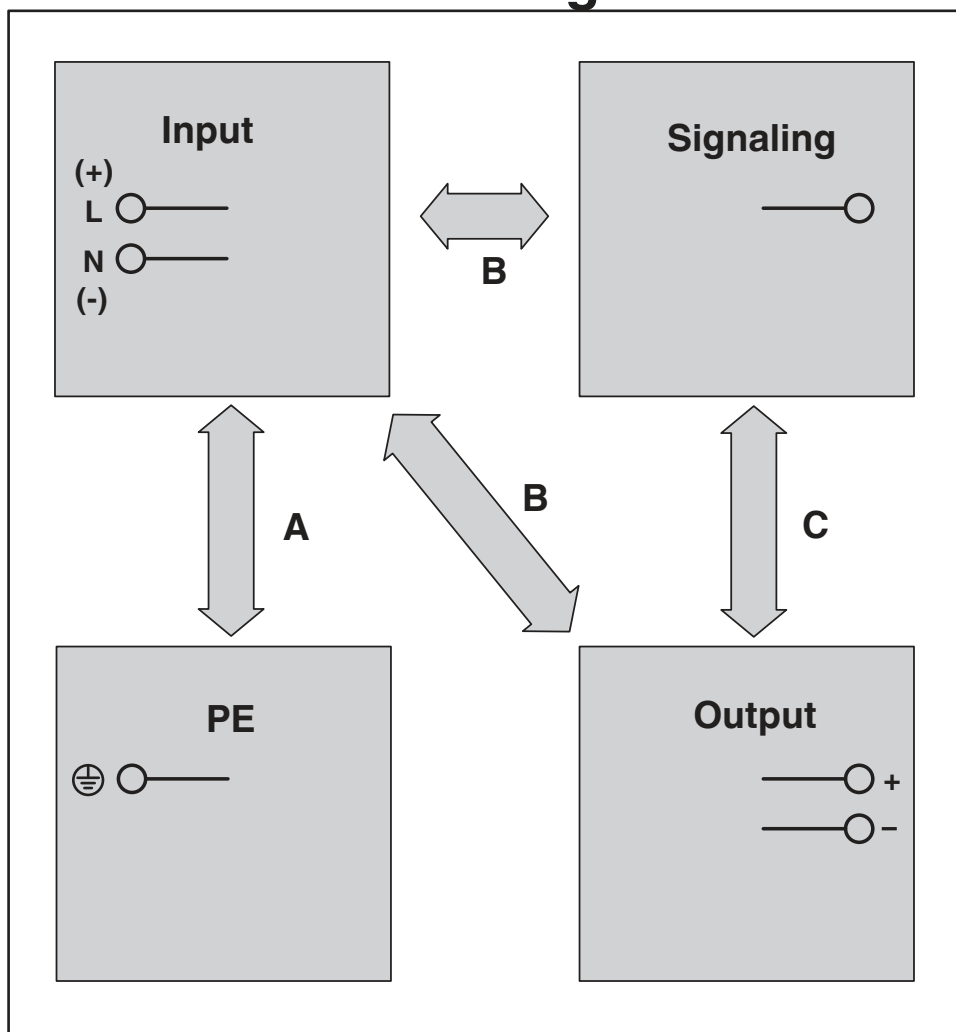 Input
(+)
L
N
(-)
Signaling
B
A
B
C
PE
Output
+
–